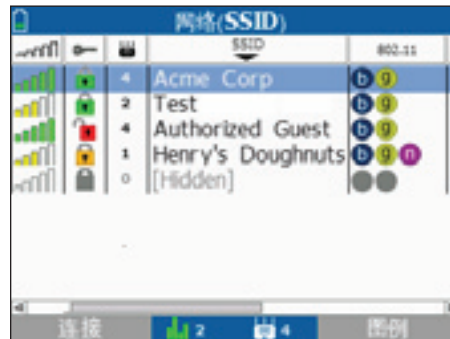 网络(SSID)
SSID 802.11
4 Acme Corp b g
2 Test b g
4 Authorized Guest b g
1 Henry's Doughnuts b g n
0 [Hidden]
连接 2 4 图例